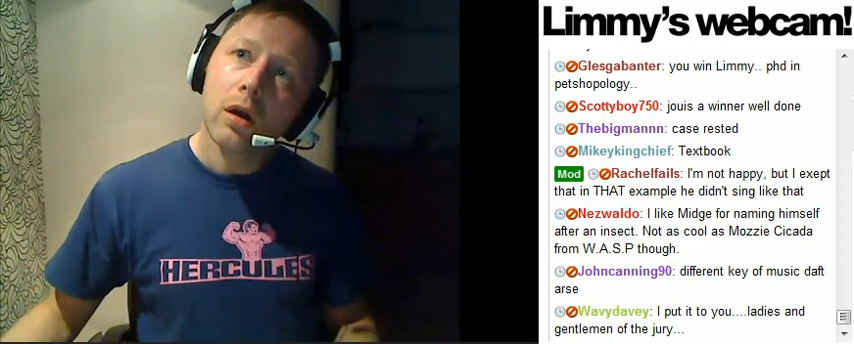 Limmy's webcam!
Glesgabanter: you win Limmy.. phd in
petshopology..
Scottyboy750: jouis a winner well done
Thebigmannn: case rested
Mikeykingchief: Textbook
Mod Rachelfails: I'm not happy, but I exept
that in THAT example he didn't sing like that
Nezwaldo: I like Midge for naming himself
after an insect. Not as cool as Mozzie Cicada
from W.A.S.P though.
Johncanning90: different key of music daft
arse
Wavydavey: I put it to you....ladies and
gentlemen of the jury...
HERCULES